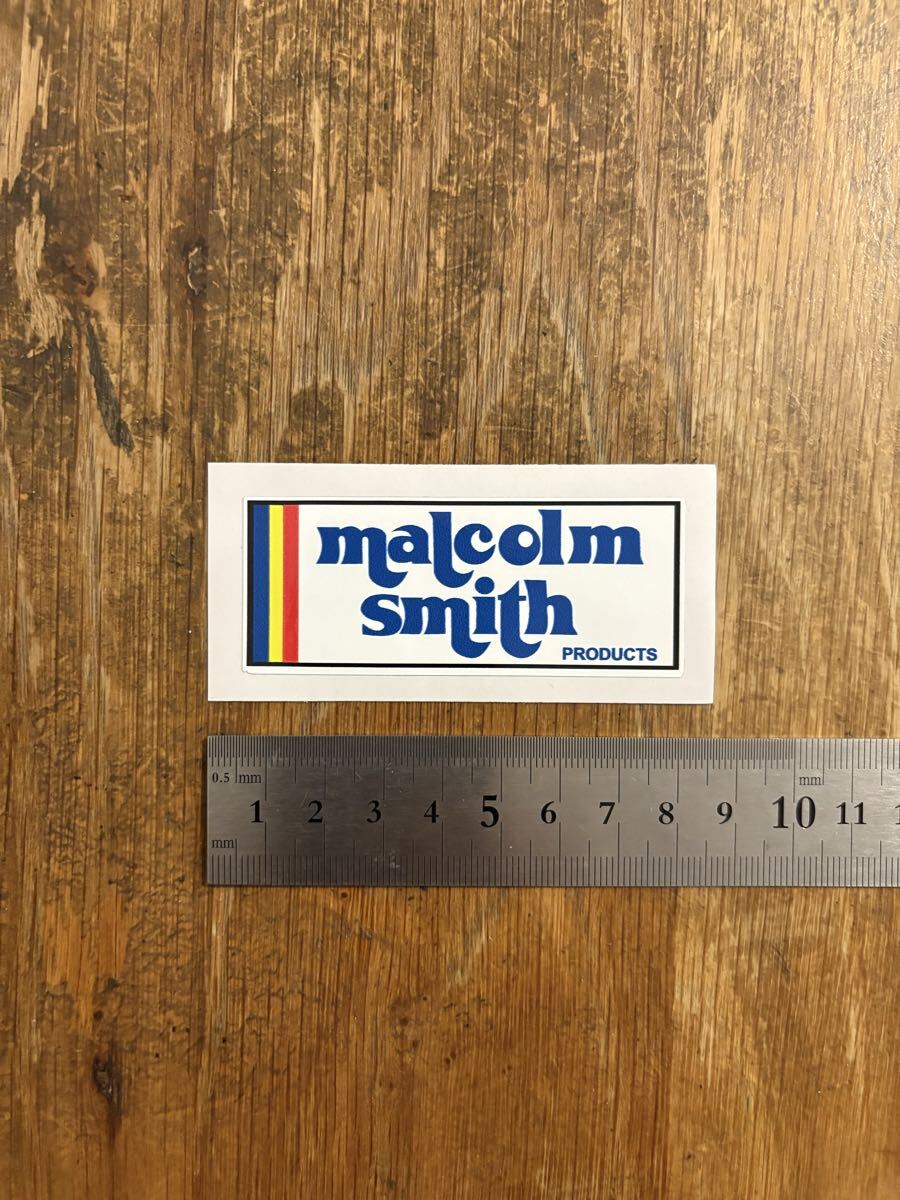 malcolm
smith
PRODUCTS
0.5 mm mm
1 2 3 4 5 6 7 8 9 10 11
mm